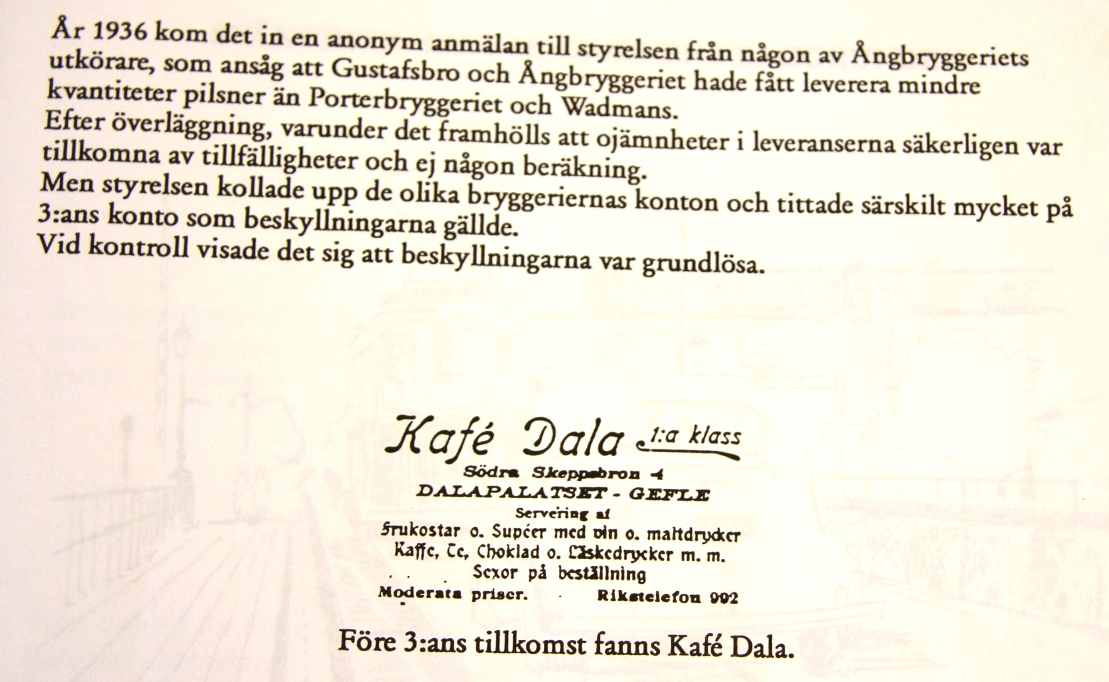 År 1936 kom det in en anonym anmälan till styrelsen från någon av Ångbryggeriets
utkörare, som ansåg att Gustafsbro och Ångbryggeriet hade fått leverera mindre
kvantiteter pilsner än Porterbryggeriet och Wadmans.
Efter överläggning, varunder det framhölls att ojämnheter i leveranserna säkerligen var
tillkomna av tillfälligheter och ej någon beräkning.
Men styrelsen kollade upp de olika bryggeriernas konton och tittade särskilt mycket på
3:ans konto som beskyllningarna gällde.
Vid kontroll visade det sig att beskyllningarna var grundlösa.
Kafé Dala 1:a klass
Södra Skeppsbron 4
DALAPALATSET - GEFLE
Servering af
Frukostar o. Supéer med vin o. maltdrycker
Kaffe, Te, Choklad o. Läskedrycker m. m.
Sexor på beställning
Moderata priser. Rikstelefon 992
Före 3:ans tillkomst fanns Kafé Dala.